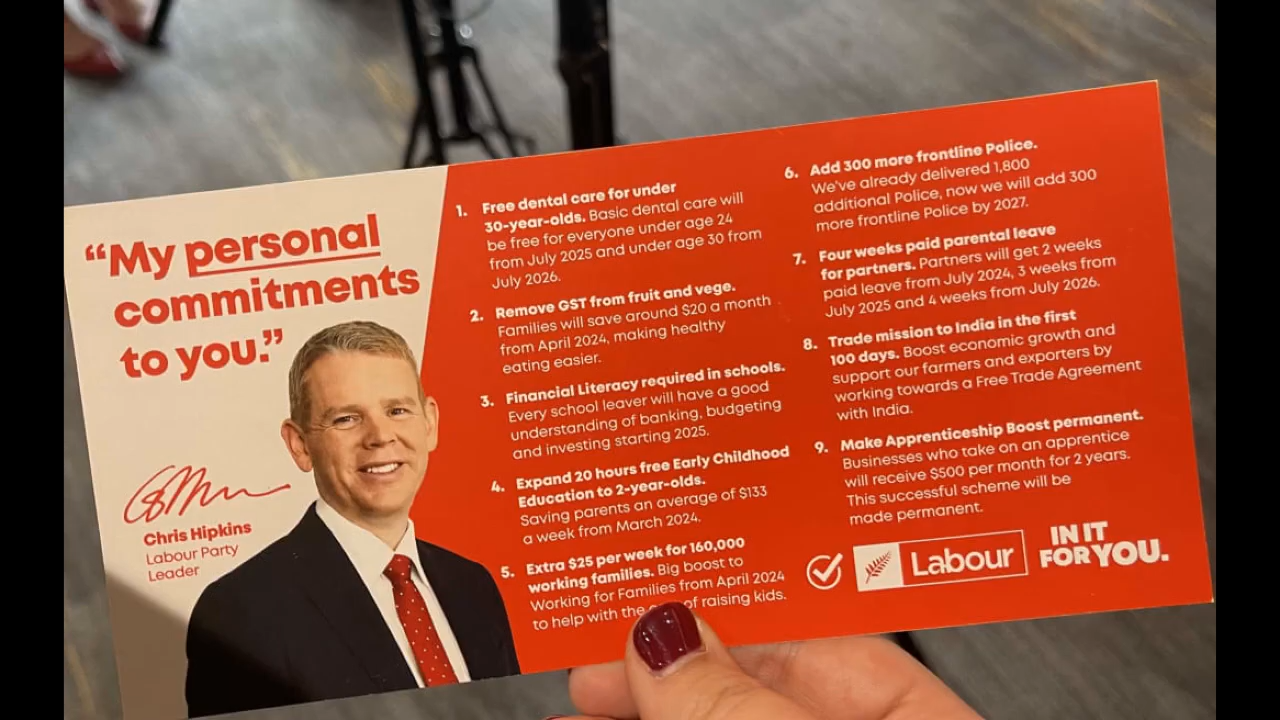 “My personal
commitments
to you.”
Chris Hipkins
Labour Party
Leader
1. Free dental care for under
30-year-olds. Basic dental care will
be free for everyone under age 24
from July 2025 and under age 30 from
July 2026.
2. Remove GST from fruit and vege.
Families will save around $20 a month
from April 2024, making healthy
eating easier.
3. Financial Literacy required in schools.
Every school leaver will have a good
understanding of banking, budgeting
and investing starting 2025.
4. Expand 20 hours free Early Childhood
Education to 2-year-olds.
Saving parents an average of $133
a week from March 2024.
5. Extra $25 per week for 160,000
working families. Big boost to
Working for Families from April 2024
to help with the of raising kids.
6. Add 300 more frontline Police.
We’ve already delivered 1,800
additional Police, now we will add 300
more frontline Police by 2027.
7. Four weeks paid parental leave
for partners. Partners will get 2 weeks
paid leave from July 2024, 3 weeks from
July 2025 and 4 weeks from July 2026.
8. Trade mission to India in the first
100 days. Boost economic growth and
support our farmers and exporters by
working towards a Free Trade Agreement
with India.
9. Make Apprenticeship Boost permanent.
Businesses who take on an apprentice
will receive $500 per month for 2 years.
This successful scheme will be
made permanent.
Labour
IN IT
FOR YOU.